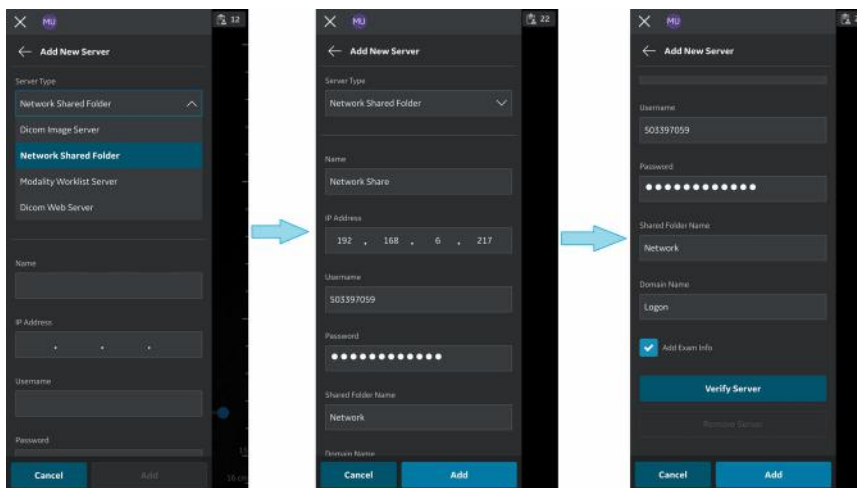 MU
12
Add New Server
Server Type
Network Shared Folder
Dicom Image Server
Network Shared Folder
Modality Worklist Server
Dicom Web Server
Name
IP Address
. . .
Username
Password
Cancel Add
16 cm
MU
22
Add New Server
Server Type
Network Shared Folder
Name
Network Share
IP Address
192 . 168 . 6 . 217
Username
503397059
Password
Shared Folder Name
Network
Domain Name
Cancel Add
MU
Add New Server
Username
503397059
Password
Shared Folder Name
Network
Domain Name
Logon
Add Exam Info
Verify Server
Remove Server
Cancel Add